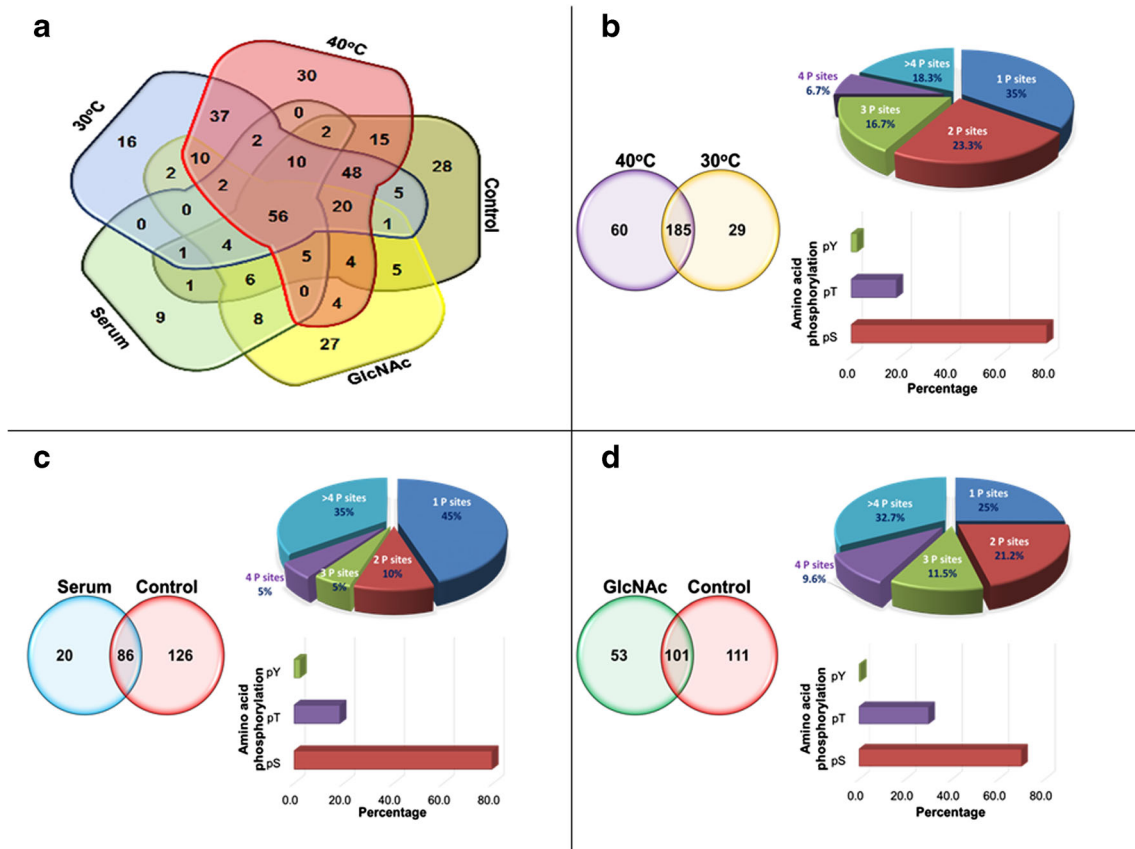 a
40ºC
30
30ºC
37
0
16
2
2
15
28
10
10
48
2
5
Control
2
0
20
56
1
0
4
1
5
4
5
6
1
0
4
9
8
Serum
27
GlcNAc
b
>4 P sites
18.3%
1 P sites
35%
4 P sites
6.7%
3 P sites
16.7%
2 P sites
23.3%
40ºC 30ºC
60 185 29
Amino acid
phosphorylation
pY
pT
pS
0.0 20.0 40.0 60.0 80.0
Percentage
c
>4 P sites
35%
1 P sites
45%
4 P sites
5%
3 P sites
5%
2 P sites
10%
Serum Control
20 86 126
Amino acid
phosphorylation
pY
pT
pS
0.0 20.0 40.0 60.0 80.0
Percentage
d
>4 P sites
32.7%
1 P sites
25%
4 P sites
9.6%
3 P sites
11.5%
2 P sites
21.2%
GlcNAc Control
53 101 111
Amino acid
phosphorylation
pY
pT
pS
0.0 20.0 40.0 60.0 80.0
Percentage